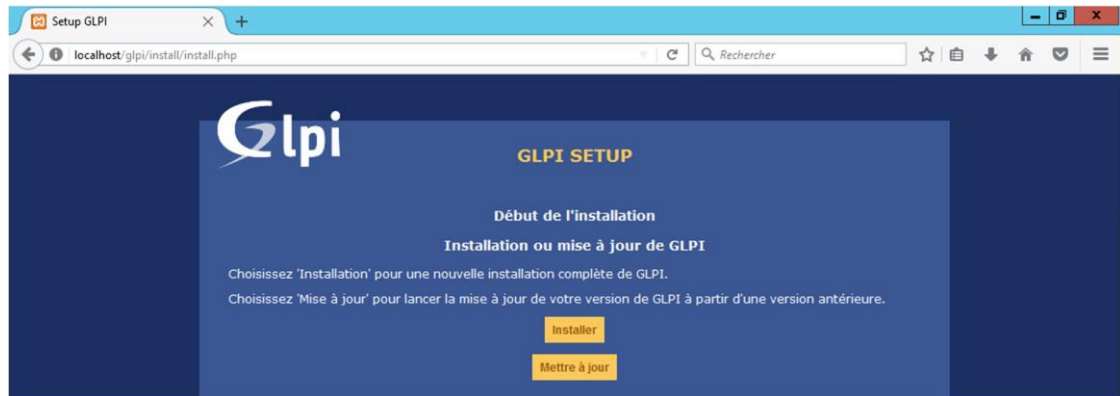 Setup GLPI
localhost/glpi/install/install.php
Rechercher
Glpi
GLPI SETUP
Début de l'installation
Installation ou mise à jour de GLPI
Choisissez 'Installation' pour une nouvelle installation complète de GLPI.
Choisissez 'Mise à jour' pour lancer la mise à jour de votre version de GLPI à partir d'une version antérieure.
Installer
Mettre à jour